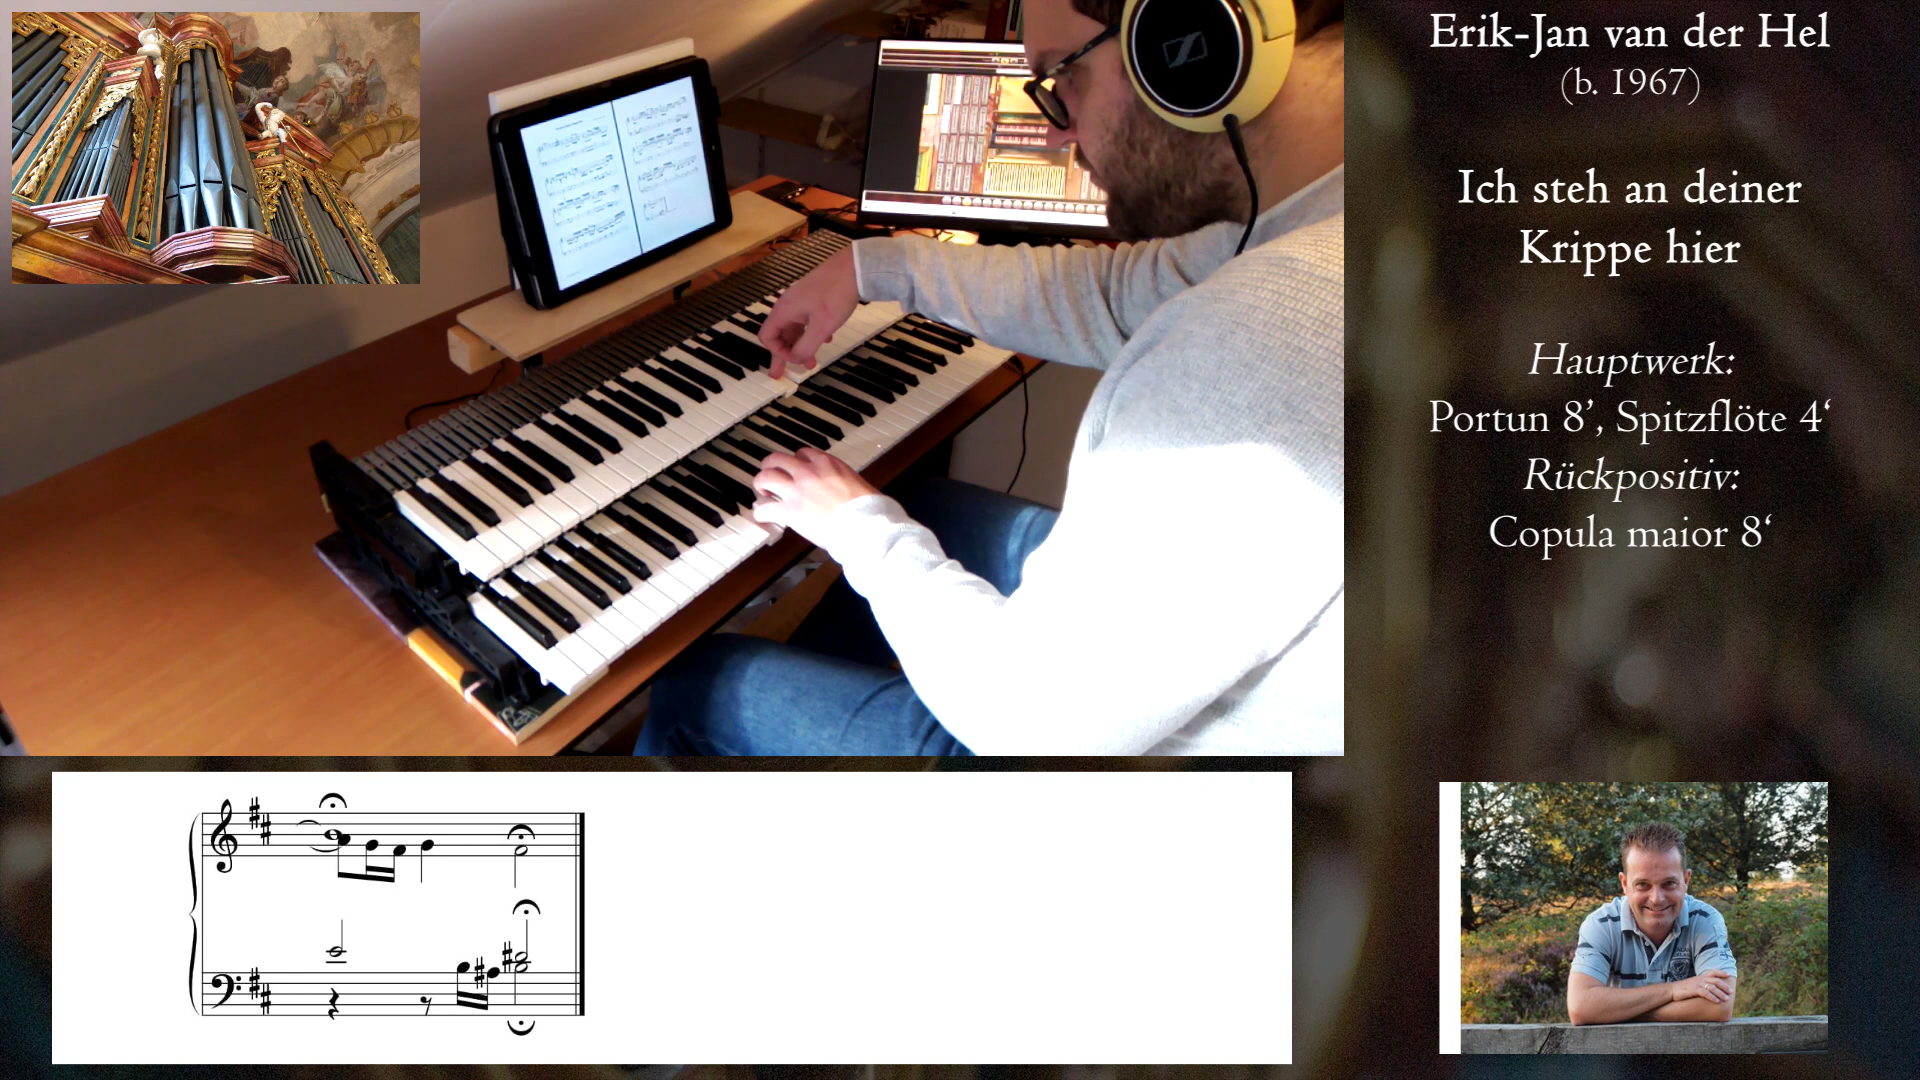 Erik-Jan van der Hel
(b. 1967)
Ich steh an deiner
Krippe hier
Hauptwerk:
Portun 8’, Spitzflöte 4‘
Rückpositiv:
Copula maior 8‘